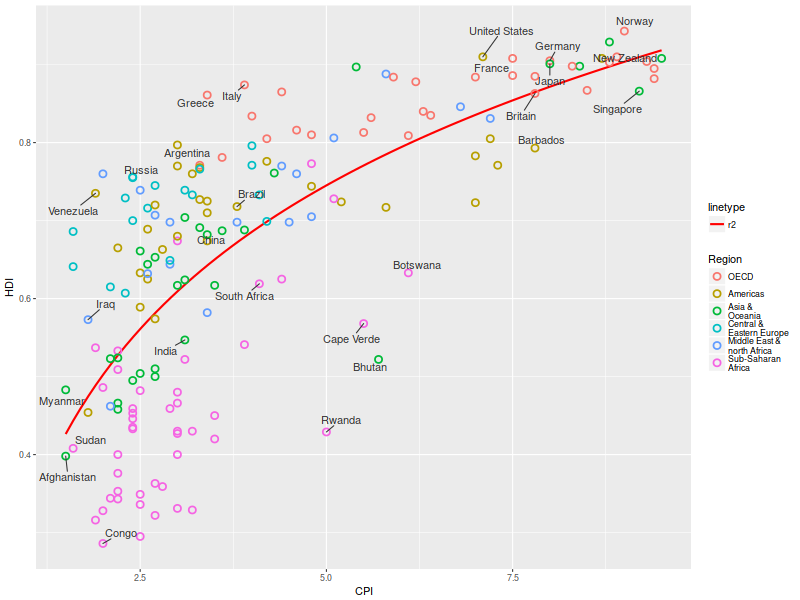 Norway
United States
Germany
New Zealand
France
Japan
Italy
Greece
Singapore
Britain
Barbados
0.8
Argentina
Russia
Brazil
Venezuela
China
HDI
Botswana
South Africa
0.6
Iraq
Cape Verde
India
Bhutan
Myanmar
Rwanda
Sudan
0.4
Afghanistan
Congo
2.5
5.0
7.5
CPI
linetype
r2
Region
OECD
Americas
Asia &
Oceania
Central &
Eastern Europe
Middle East &
north Africa
Sub-Saharan
Africa